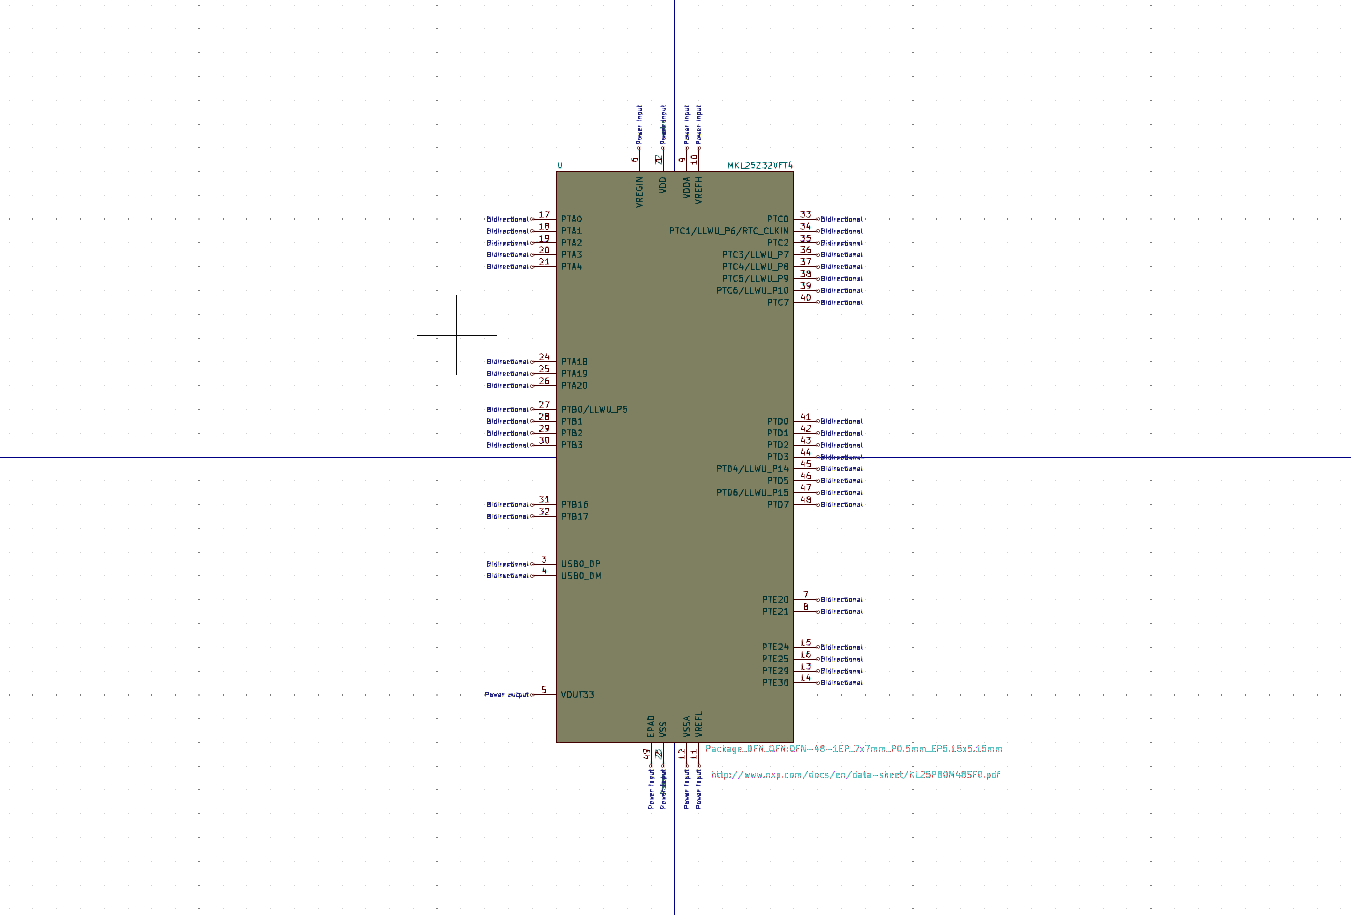 Power input
Power input
Power input
6
9
10
U
MKL25Z32VFT4
VREGIN
VDD
VDDA
VREFH
Bidirectional 17 PTA0
Bidirectional 18 PTA1
Bidirectional 19 PTA2
Bidirectional 20 PTA3
Bidirectional 21 PTA4
PTC0 33 Bidirectional
PTC1/LLWU_P6/RTC_CLKIN 34 Bidirectional
PTC2 35 Bidirectional
PTC3/LLWU_P7 36 Bidirectional
PTC4/LLWU_P8 37 Bidirectional
PTC5/LLWU_P9 38 Bidirectional
PTC6/LLWU_P10 39 Bidirectional
PTC7 40 Bidirectional
Bidirectional 24 PTA18
Bidirectional 25 PTA19
Bidirectional 26 PTA20
Bidirectional 27 PTB0/LLWU_P5
Bidirectional 28 PTB1
Bidirectional 29 PTB2
Bidirectional 30 PTB3
PTD0 41 Bidirectional
PTD1 42 Bidirectional
PTD2 43 Bidirectional
PTD3 44 Bidirectional
PTD4/LLWU_P14 45 Bidirectional
PTD5 46 Bidirectional
PTD6/LLWU_P15 47 Bidirectional
PTD7 48 Bidirectional
Bidirectional 31 PTB16
Bidirectional 32 PTB17
Bidirectional 3 USB0_DP
Bidirectional 4 USB0_DM
PTE20 7 Bidirectional
PTE21 8 Bidirectional
PTE24 15 Bidirectional
PTE25 16 Bidirectional
PTE29 13 Bidirectional
PTE30 14 Bidirectional
Power output 5 VOUT33
EPAD
VSS
VSSA
VREFL
49
12
11
Package_DFN_QFN:QFN-48-1EP_7x7mm_P0.5mm_EP5.15x5.15mm
http://www.nxp.com/docs/en/data-sheet/KL25P80M48SF0.pdf
Power input
Power input
Power input